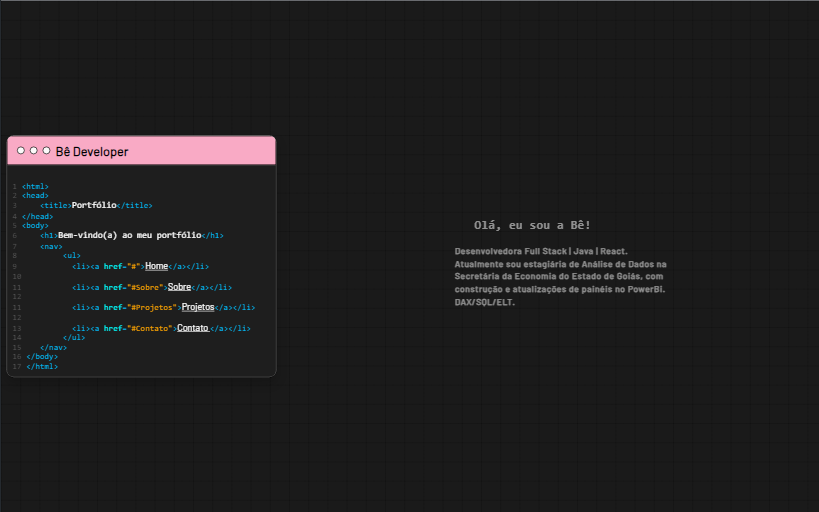 Bê Developer
1 <html>
2 <head>
3 <title>Portfólio</title>
4 </head>
5 <body>
6 <h1>Bem-vindo(a) ao meu portfólio</h1>
7 <nav>
8 <ul>
9 <li><a href="#">Home</a></li>
10
11 <li><a href="#Sobre">Sobre</a></li>
12
11 <li><a href="#Projetos">Projetos</a></li>
12
13 <li><a href="#Contato">Contato </a></li>
14 </ul>
15 </nav>
16 </body>
17 </html>
Olá, eu sou a Bê!
Desenvolvedora Full Stack | Java | React.
Atualmente sou estagiária de Análise de Dados na
Secretária da Economia do Estado de Goiás, com
construção e atualizações de painéis no PowerBi.
DAX/SQL/ELT.